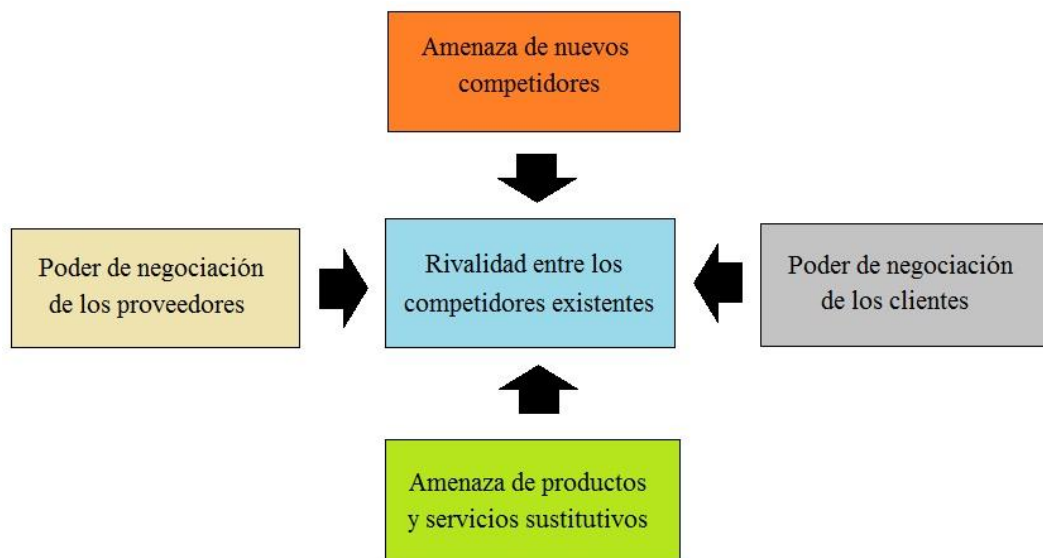 Amenaza de nuevos
competidores
Poder de negociación
de los proveedores
Rivalidad entre los
competidores existentes
Poder de negociación
de los clientes
Amenaza de productos
y servicios sustitutivos